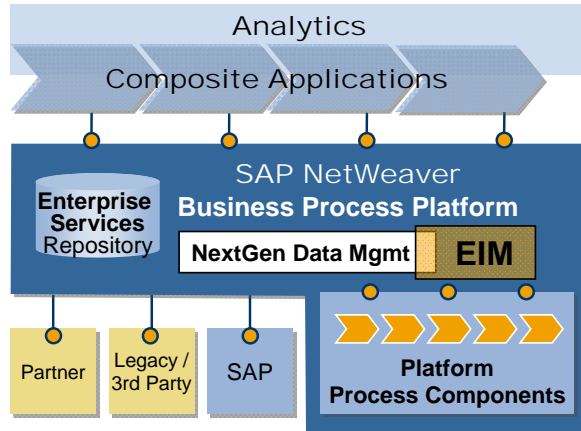 Analytics
Composite Applications
SAP NetWeaver
Business Process Platform
Enterprise
Services
Repository
NextGen Data Mgmt
EIM
Partner
Legacy /
3rd Party
SAP
Platform
Process Components